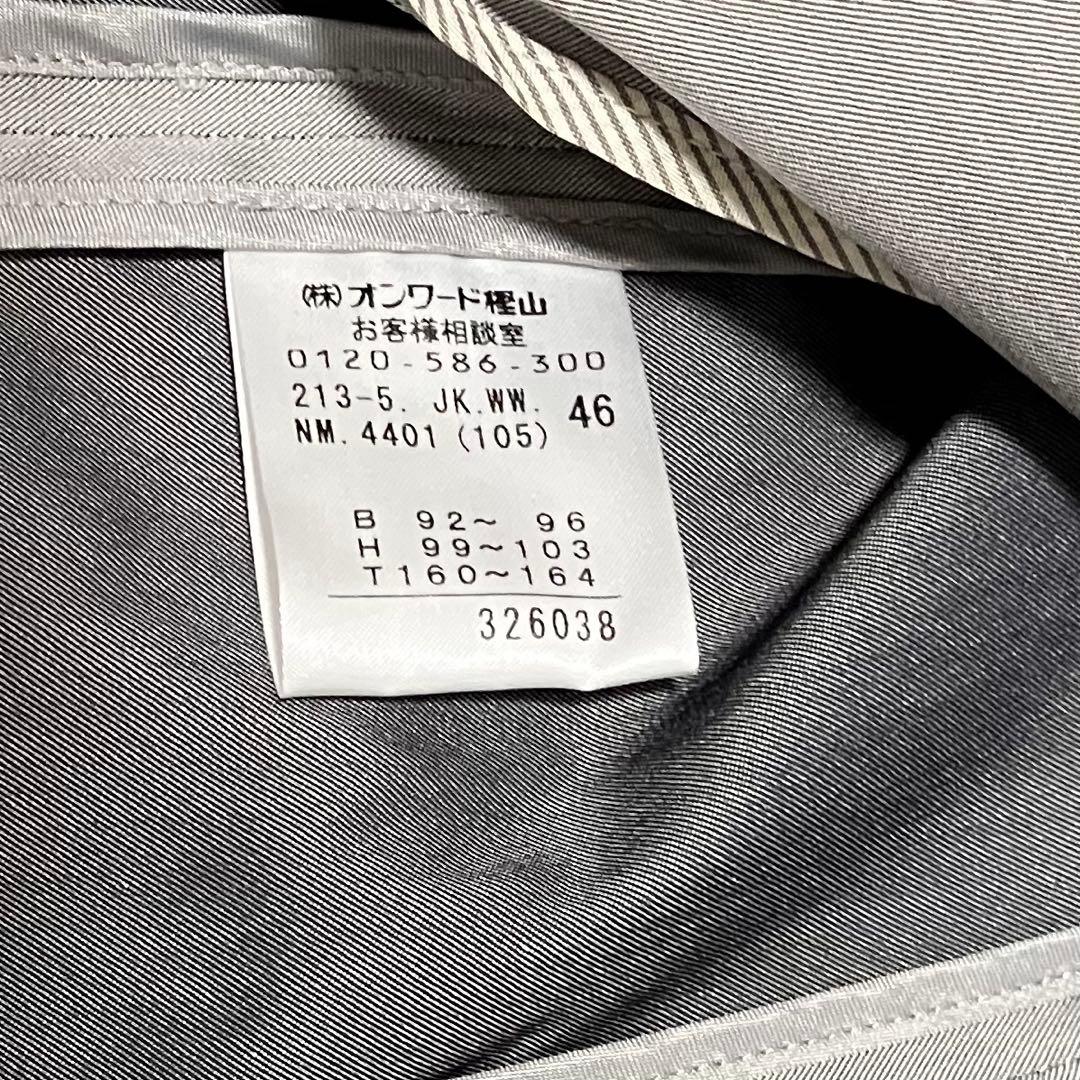 (株)オンワード樫山
お客様相談室
0120-586-300
213-5. JK.WW. 46
NM. 4401 (105)
B 92～ 96
H 99～103
T160～164
326038